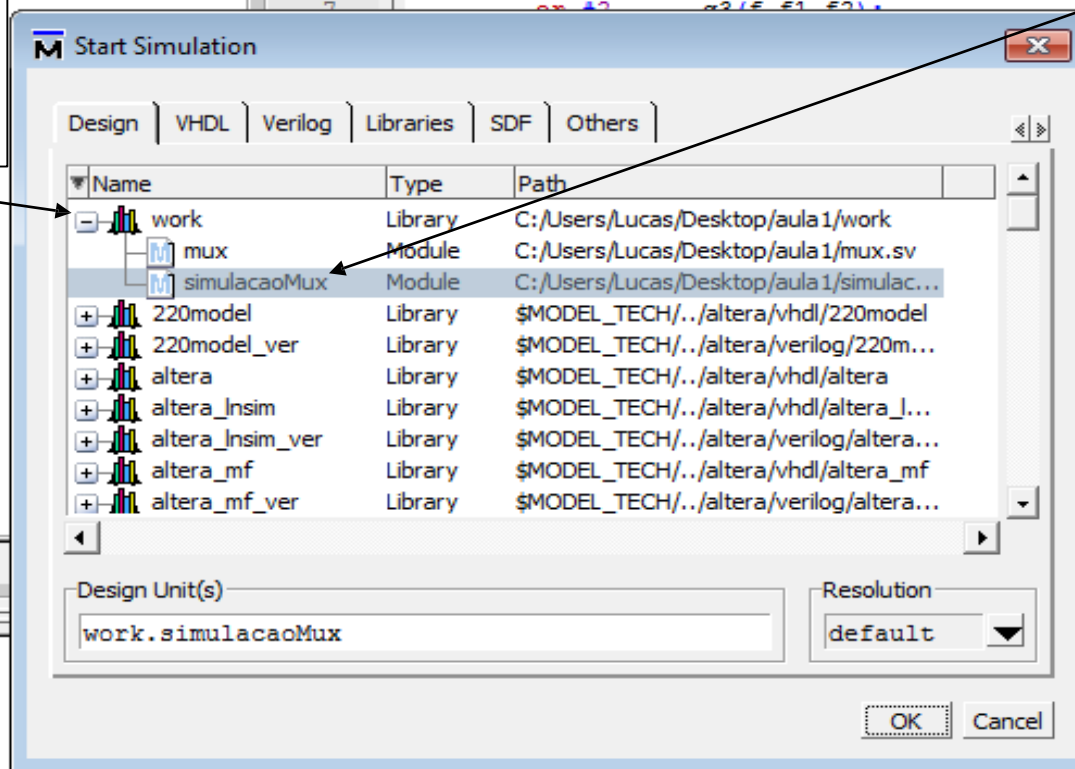 7 or #2 g3(f,f1,f2);
Start Simulation
Design VHDL Verilog Libraries SDF Others
Name Type Path
work Library C:/Users/Lucas/Desktop/aula1/work
mux Module C:/Users/Lucas/Desktop/aula1/mux.sv
simulacaoMux Module C:/Users/Lucas/Desktop/aula1/simulac...
220model Library $MODEL_TECH/../altera/vhdl/220model
220model_ver Library $MODEL_TECH/../altera/verilog/220m...
altera Library $MODEL_TECH/../altera/vhdl/altera
altera_lnsim Library $MODEL_TECH/../altera/vhdl/altera_l...
altera_lnsim_ver Library $MODEL_TECH/../altera/verilog/altera...
altera_mf Library $MODEL_TECH/../altera/vhdl/altera_mf
altera_mf_ver Library $MODEL_TECH/../altera/verilog/altera...
Design Unit(s) Resolution
work.simulacaoMux default
OK Cancel